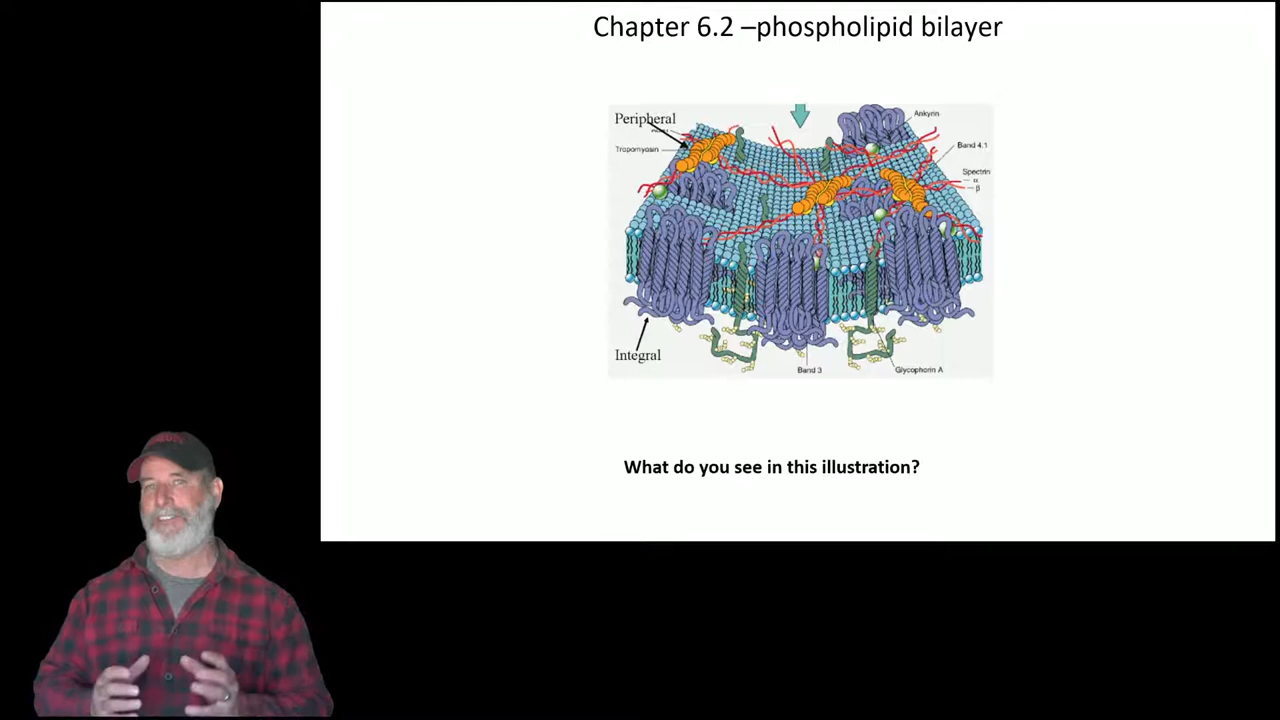 Chapter 6.2 –phospholipid bilayer
Peripheral
Ankyrin
Tropomyosin
Band 4.1
Spectrin
α
β
Integral
Band 3
Glycophorin A
What do you see in this illustration?